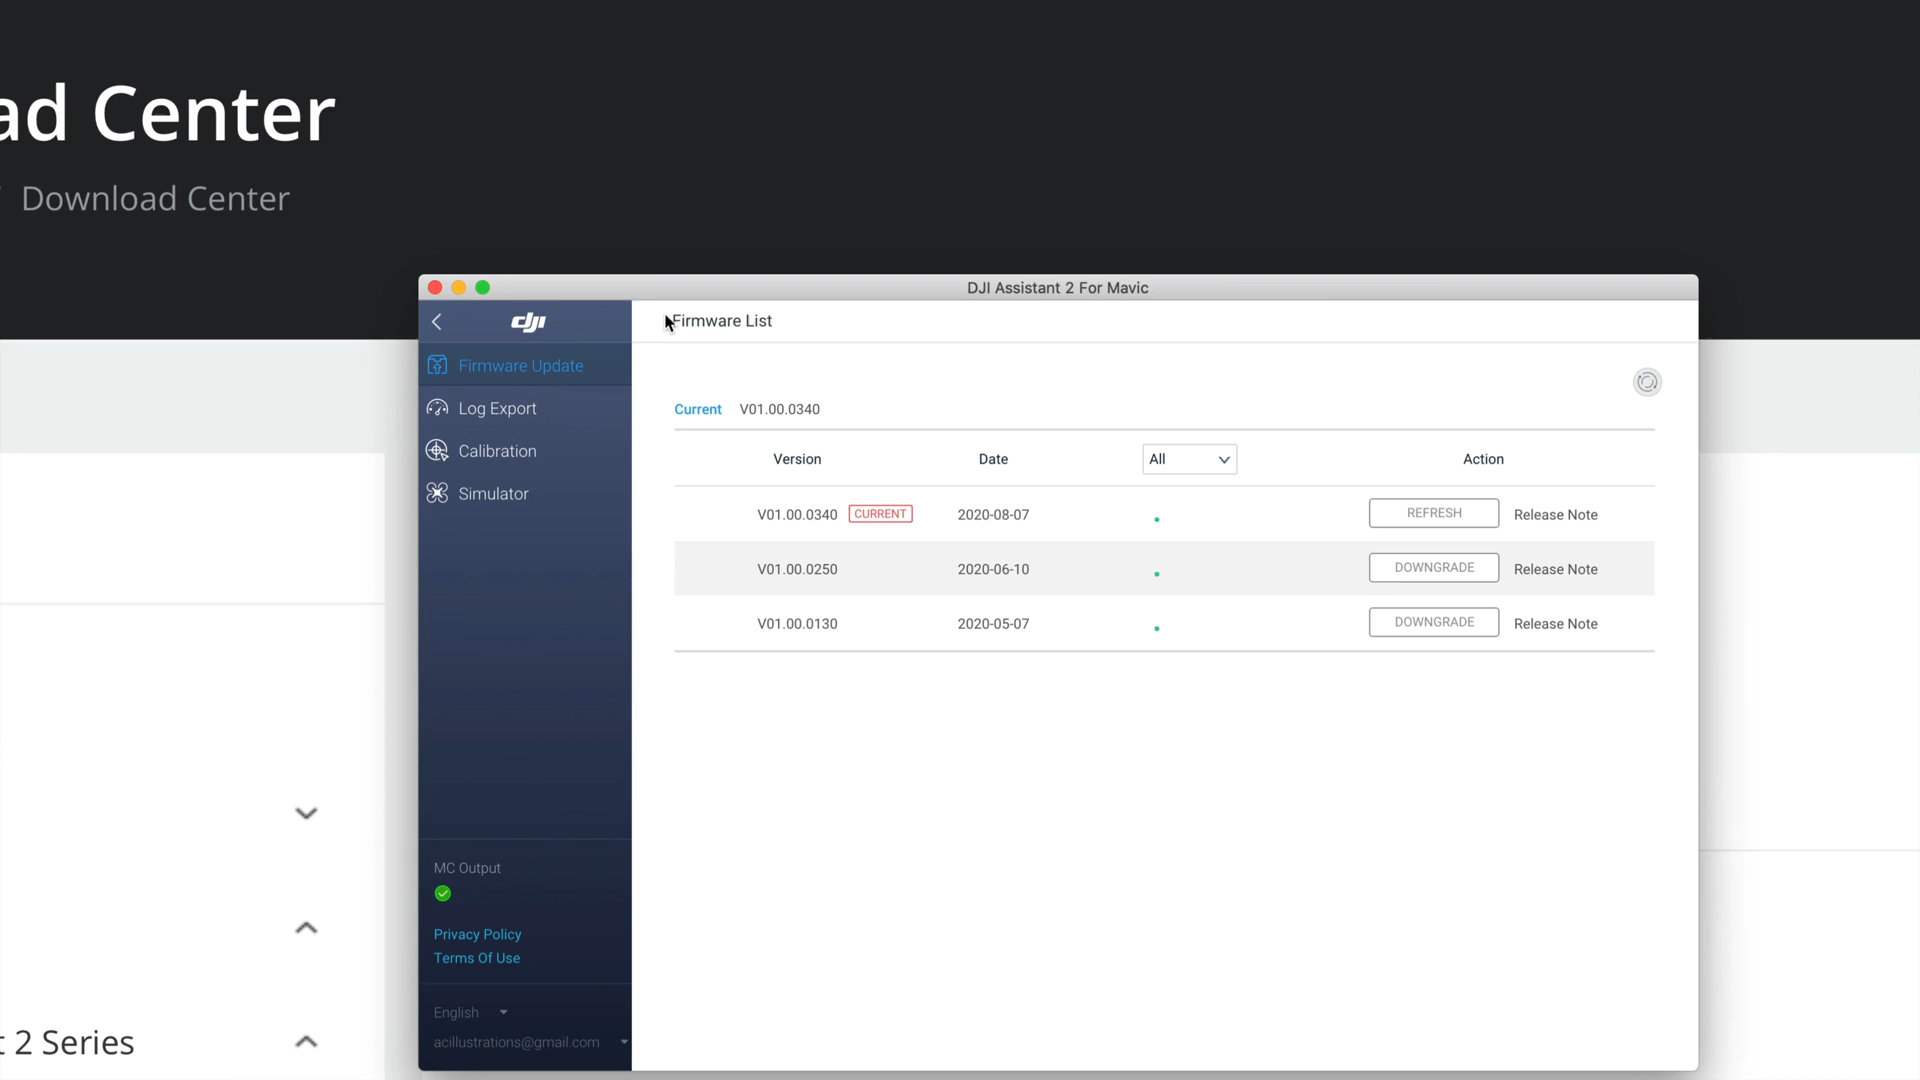 ad Center
Download Center
DJI Assistant 2 For Mavic
dji
Firmware List
Firmware Update
Log Export
Calibration
Simulator
Current V01.00.0340
Version Date All Action
V01.00.0340 CURRENT 2020-08-07 REFRESH Release Note
V01.00.0250 2020-06-10 DOWNGRADE Release Note
V01.00.0130 2020-05-07 DOWNGRADE Release Note
MC Output
Privacy Policy
Terms Of Use
English
acillustrations@gmail.com
t 2 Series